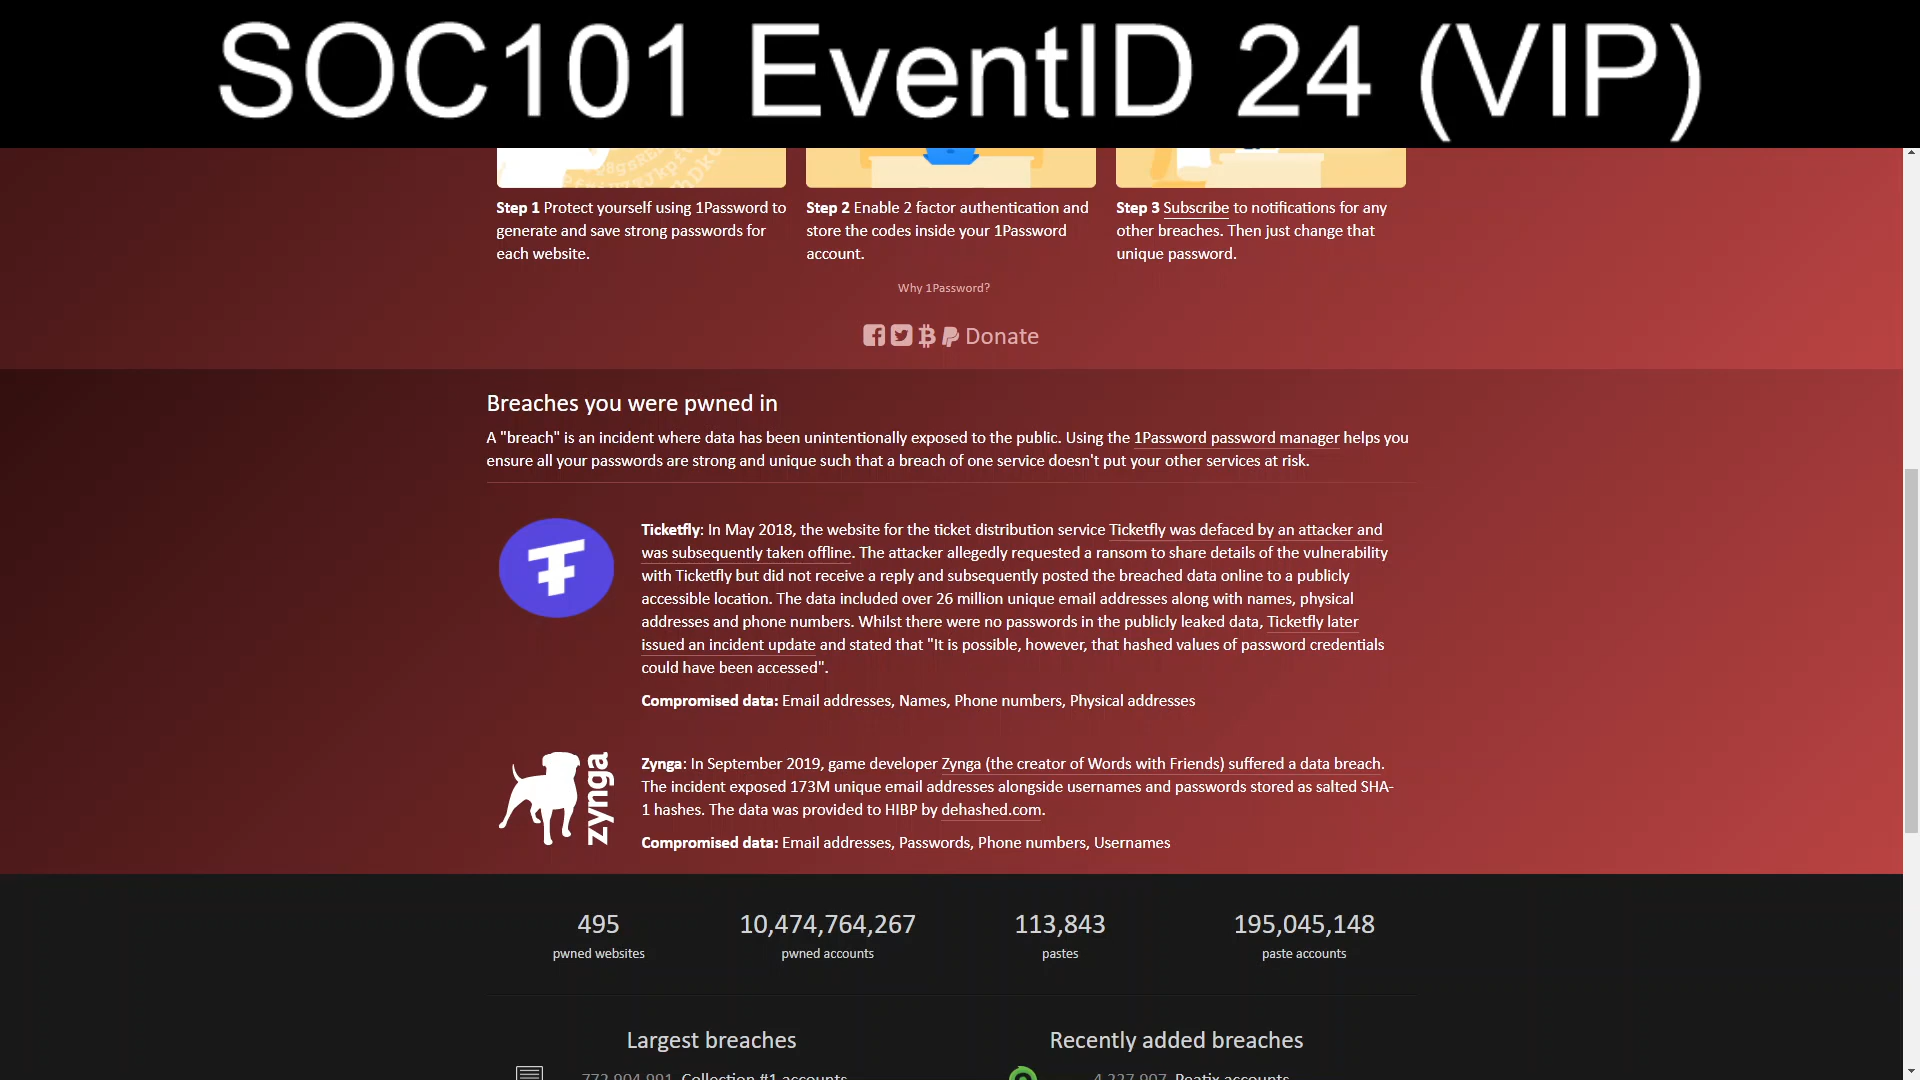 SOC101 EventID 24 (VIP)
Step 1 Protect yourself using 1Password to
generate and save strong passwords for
each website.
Step 2 Enable 2 factor authentication and
store the codes inside your 1Password
account.
Step 3 Subscribe to notifications for any
other breaches. Then just change that
unique password.
Why 1Password?
Donate
Breaches you were pwned in
A "breach" is an incident where data has been unintentionally exposed to the public. Using the 1Password password manager helps you
ensure all your passwords are strong and unique such that a breach of one service doesn't put your other services at risk.
Ticketfly: In May 2018, the website for the ticket distribution service Ticketfly was defaced by an attacker and
was subsequently taken offline. The attacker allegedly requested a ransom to share details of the vulnerability
with Ticketfly but did not receive a reply and subsequently posted the breached data online to a publicly
accessible location. The data included over 26 million unique email addresses along with names, physical
addresses and phone numbers. Whilst there were no passwords in the publicly leaked data, Ticketfly later
issued an incident update and stated that "It is possible, however, that hashed values of password credentials
could have been accessed".
Compromised data: Email addresses, Names, Phone numbers, Physical addresses
zynga
Zynga: In September 2019, game developer Zynga (the creator of Words with Friends) suffered a data breach.
The incident exposed 173M unique email addresses alongside usernames and passwords stored as salted SHA-
1 hashes. The data was provided to HIBP by dehashed.com.
Compromised data: Email addresses, Passwords, Phone numbers, Usernames
495
pwned websites
10,474,764,267
pwned accounts
113,843
pastes
195,045,148
paste accounts
Largest breaches
Recently added breaches
772,904,991 Collection #1 accounts
4,227,907 Peatix accounts